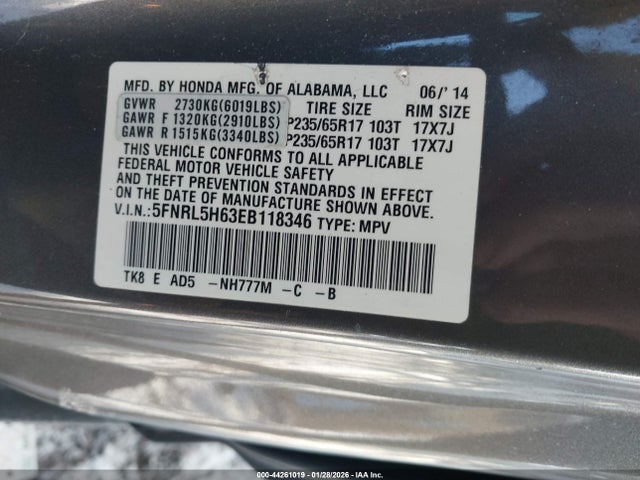 MFD. BY HONDA MFG. OF ALABAMA, LLC 06/'14
GVWR 2730KG(6019LBS) TIRE SIZE RIM SIZE
GAWR F 1320KG(2910LBS) P235/65R17 103T 17X7J
GAWR R 1515KG(3340LBS) P235/65R17 103T 17X7J
THIS VEHICLE CONFORMS TO ALL APPLICABLE
FEDERAL MOTOR VEHICLE SAFETY
AND THEFT PREVENTION STANDARDS IN EFFECT
ON THE DATE OF MANUFACTURE SHOWN ABOVE.
V.I.N.:5FNRL5H63EB118346 TYPE: MPV
TK8 E AD5 -NH777M -C -B
000-44261019 | 01/28/2026 | Copyright IAA, Inc.